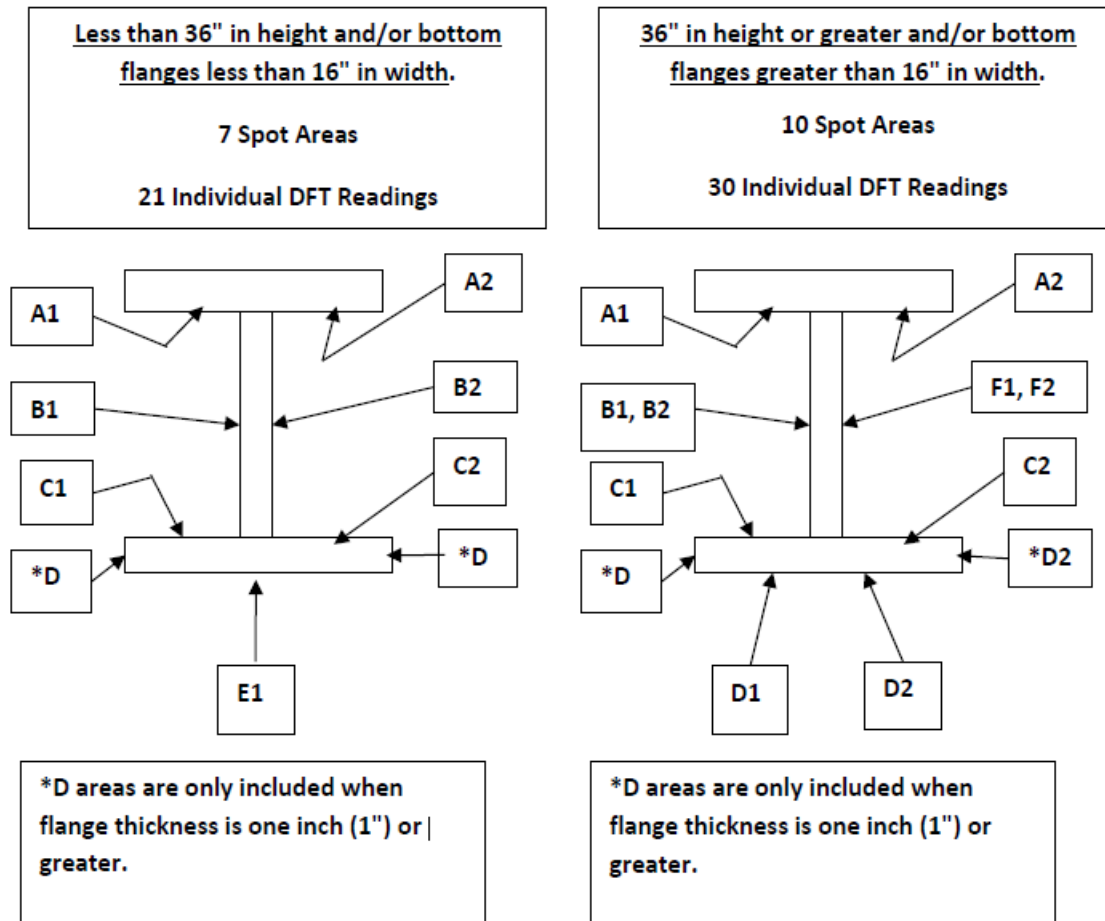 Less than 36" in height and/or bottom
flanges less than 16" in width.
7 Spot Areas
21 Individual DFT Readings
36" in height or greater and/or bottom
flanges greater than 16" in width.
10 Spot Areas
30 Individual DFT Readings
A1
A2
B1
B2
C1
C2
*D
*D
E1
A1
A2
B1, B2
F1, F2
C1
C2
*D
*D2
D1
D2
*D areas are only included when
flange thickness is one inch (1") or
greater.
*D areas are only included when
flange thickness is one inch (1") or
greater.